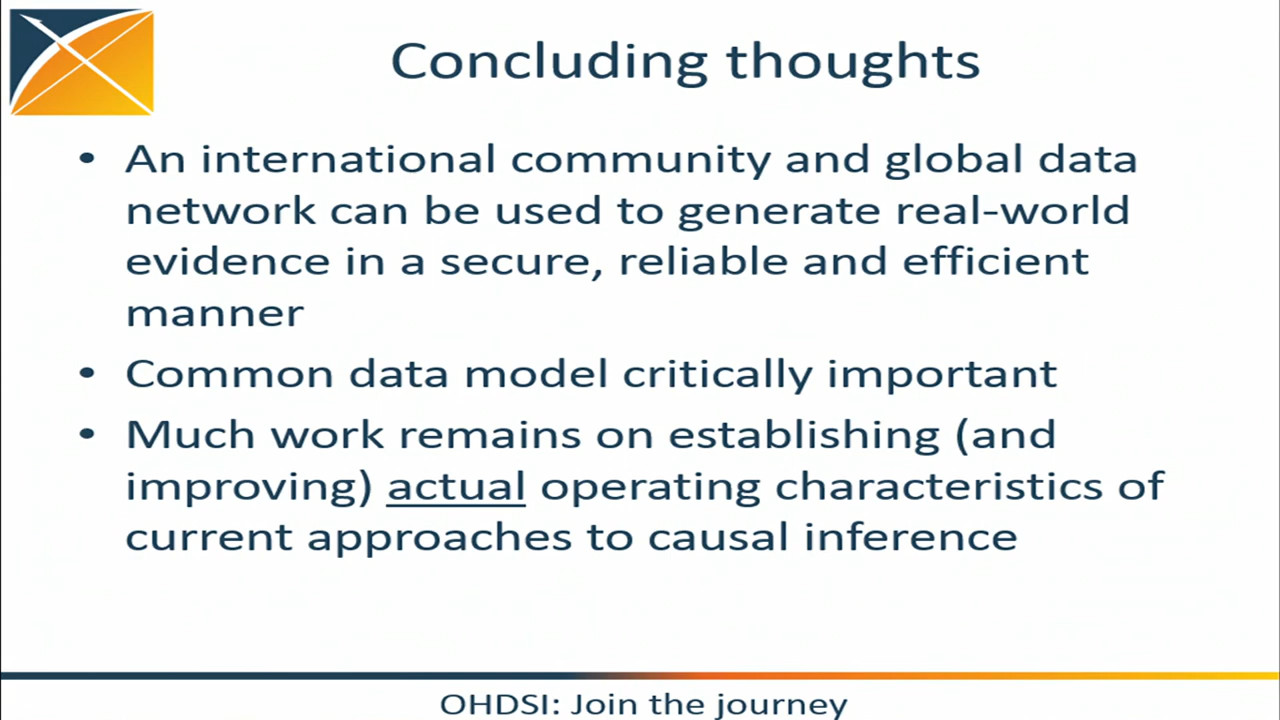 Concluding thoughts
• An international community and global data
network can be used to generate real-world
evidence in a secure, reliable and efficient
manner
• Common data model critically important
• Much work remains on establishing (and
improving) actual operating characteristics of
current approaches to causal inference
OHDSI: Join the journey